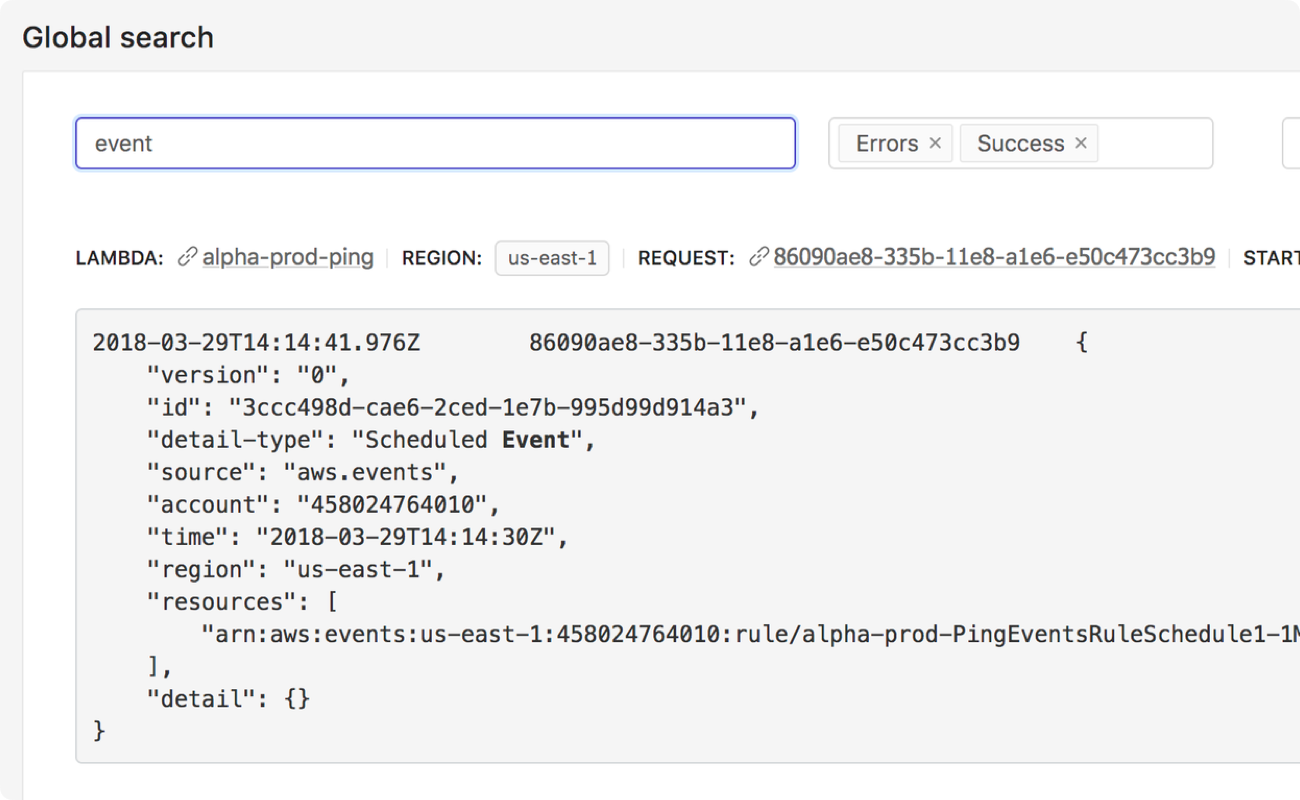 Global search
event Errors × Success ×
LAMBDA: alpha-prod-ping REGION: us-east-1 REQUEST: 86090ae8-335b-11e8-a1e6-e50c473cc3b9 START
2018-03-29T14:14:41.976Z 86090ae8-335b-11e8-a1e6-e50c473cc3b9 {
"version": "0",
"id": "3ccc498d-cae6-2ced-1e7b-995d99d914a3",
"detail-type": "Scheduled Event",
"source": "aws.events",
"account": "458024764010",
"time": "2018-03-29T14:14:30Z",
"region": "us-east-1",
"resources": [
"arn:aws:events:us-east-1:458024764010:rule/alpha-prod-PingEventsRuleSchedule1-1
],
"detail": {}
}